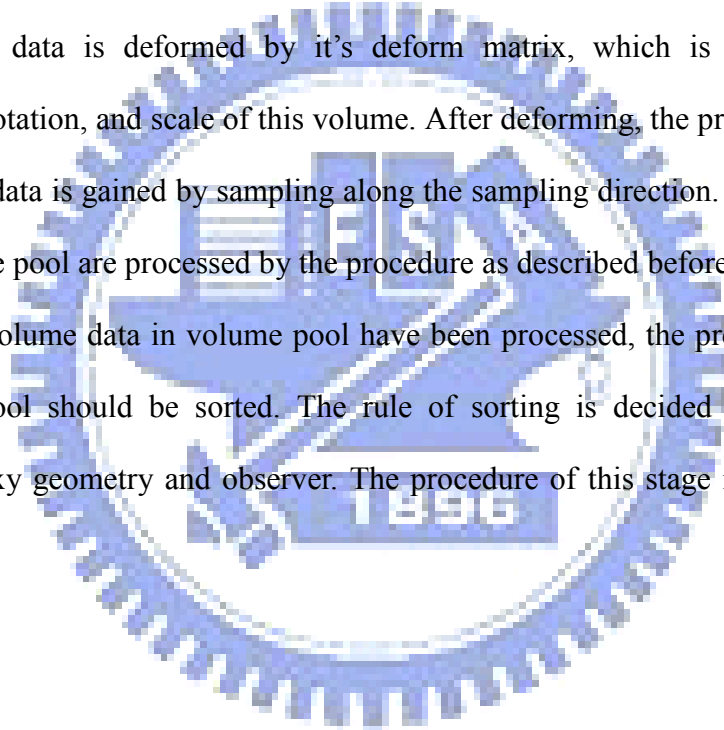 data is deformed by it's deform matrix, which is
otation, and scale of this volume. After deforming, the pr
data is gained by sampling along the sampling direction.
e pool are processed by the procedure as described before
olume data in volume pool have been processed, the pr
ool should be sorted. The rule of sorting is decided
xy geometry and observer. The procedure of this stage i
E S A
1896